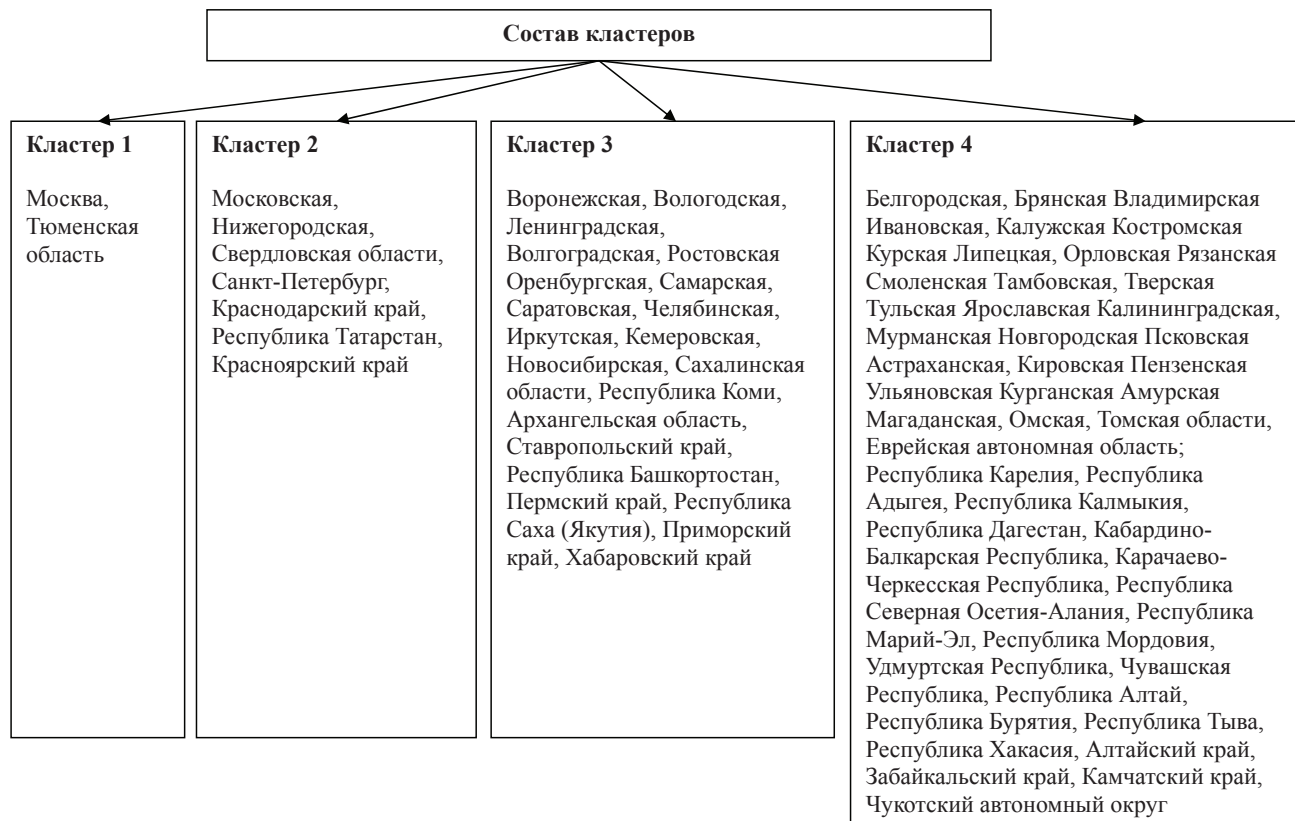 Состав кластеров
Кластер 1
Москва,
Тюменская
область
Кластер 2
Московская,
Нижегородская,
Свердловская области,
Санкт-Петербург,
Краснодарский край,
Республика Татарстан,
Красноярский край
Кластер 3
Воронежская, Вологодская,
Ленинградская,
Волгоградская, Ростовская
Оренбургская, Самарская,
Саратовская, Челябинская,
Иркутская, Кемеровская,
Новосибирская, Сахалинская
области, Республика Коми,
Архангельская область,
Ставропольский край,
Республика Башкортостан,
Пермский край, Республика
Саха (Якутия), Приморский
край, Хабаровский край
Кластер 4
Белгородская, Брянская Владимирская
Ивановская, Калужская Костромская
Курская Липецкая, Орловская Рязанская
Смоленская Тамбовская, Тверская
Тульская Ярославская Калининградская,
Мурманская Новгородская Псковская
Астраханская, Кировская Пензенская
Ульяновская Курганская Амурская
Магаданская, Омская, Томская области,
Еврейская автономная область;
Республика Карелия, Республика
Адыгея, Республика Калмыкия,
Республика Дагестан, Кабардино-
Балкарская Республика, Карачаево-
Черкесская Республика, Республика
Северная Осетия-Алания, Республика
Марий-Эл, Республика Мордовия,
Удмуртская Республика, Чувашская
Республика, Республика Алтай,
Республика Бурятия, Республика Тыва,
Республика Хакасия, Алтайский край,
Забайкальский край, Камчатский край,
Чукотский автономный округ